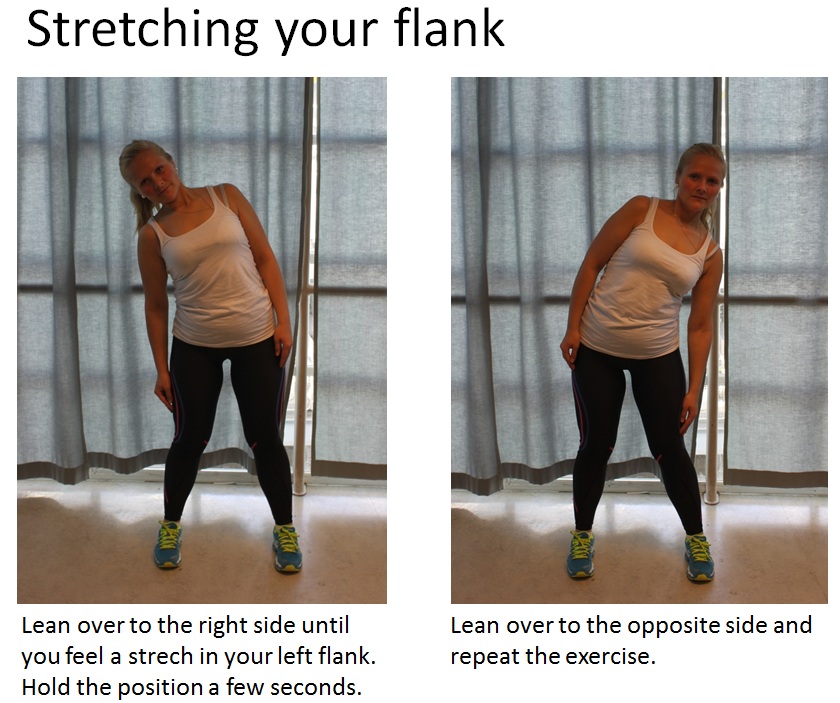 Stretching your flank
Lean over to the right side until
you feel a strech in your left flank.
Hold the position a few seconds.
Lean over to the opposite side and
repeat the exercise.